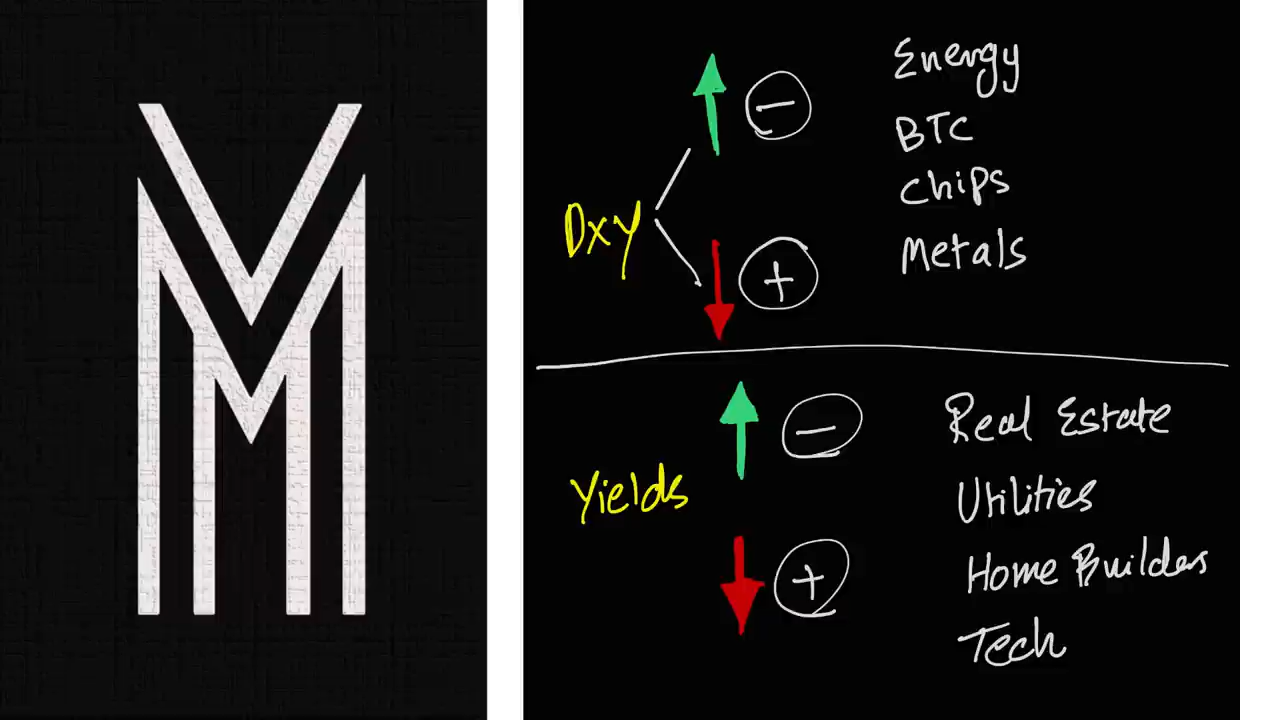 Energy
BTC
Chips
Metals
Dxy
−
+
Real Estate
Utilities
Home Builders
Tech
Yields
−
+